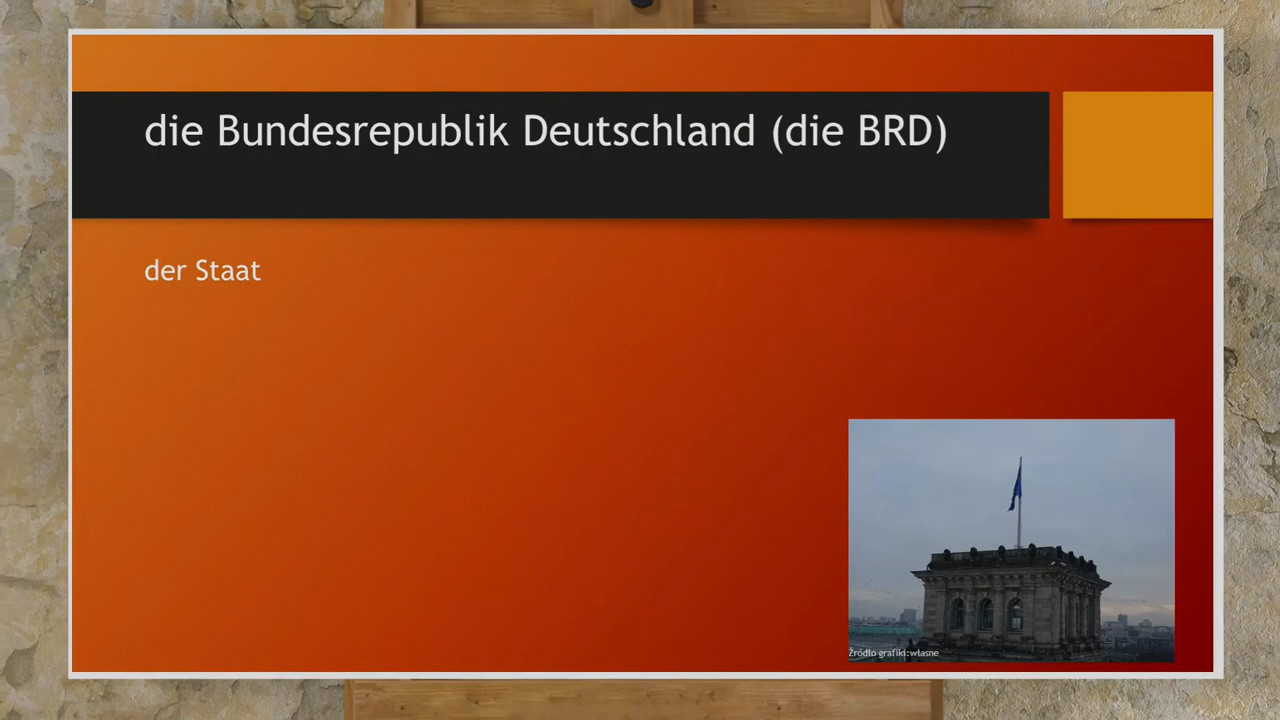 die Bundesrepublik Deutschland (die BRD)
der Staat
Źródło grafiki:własne